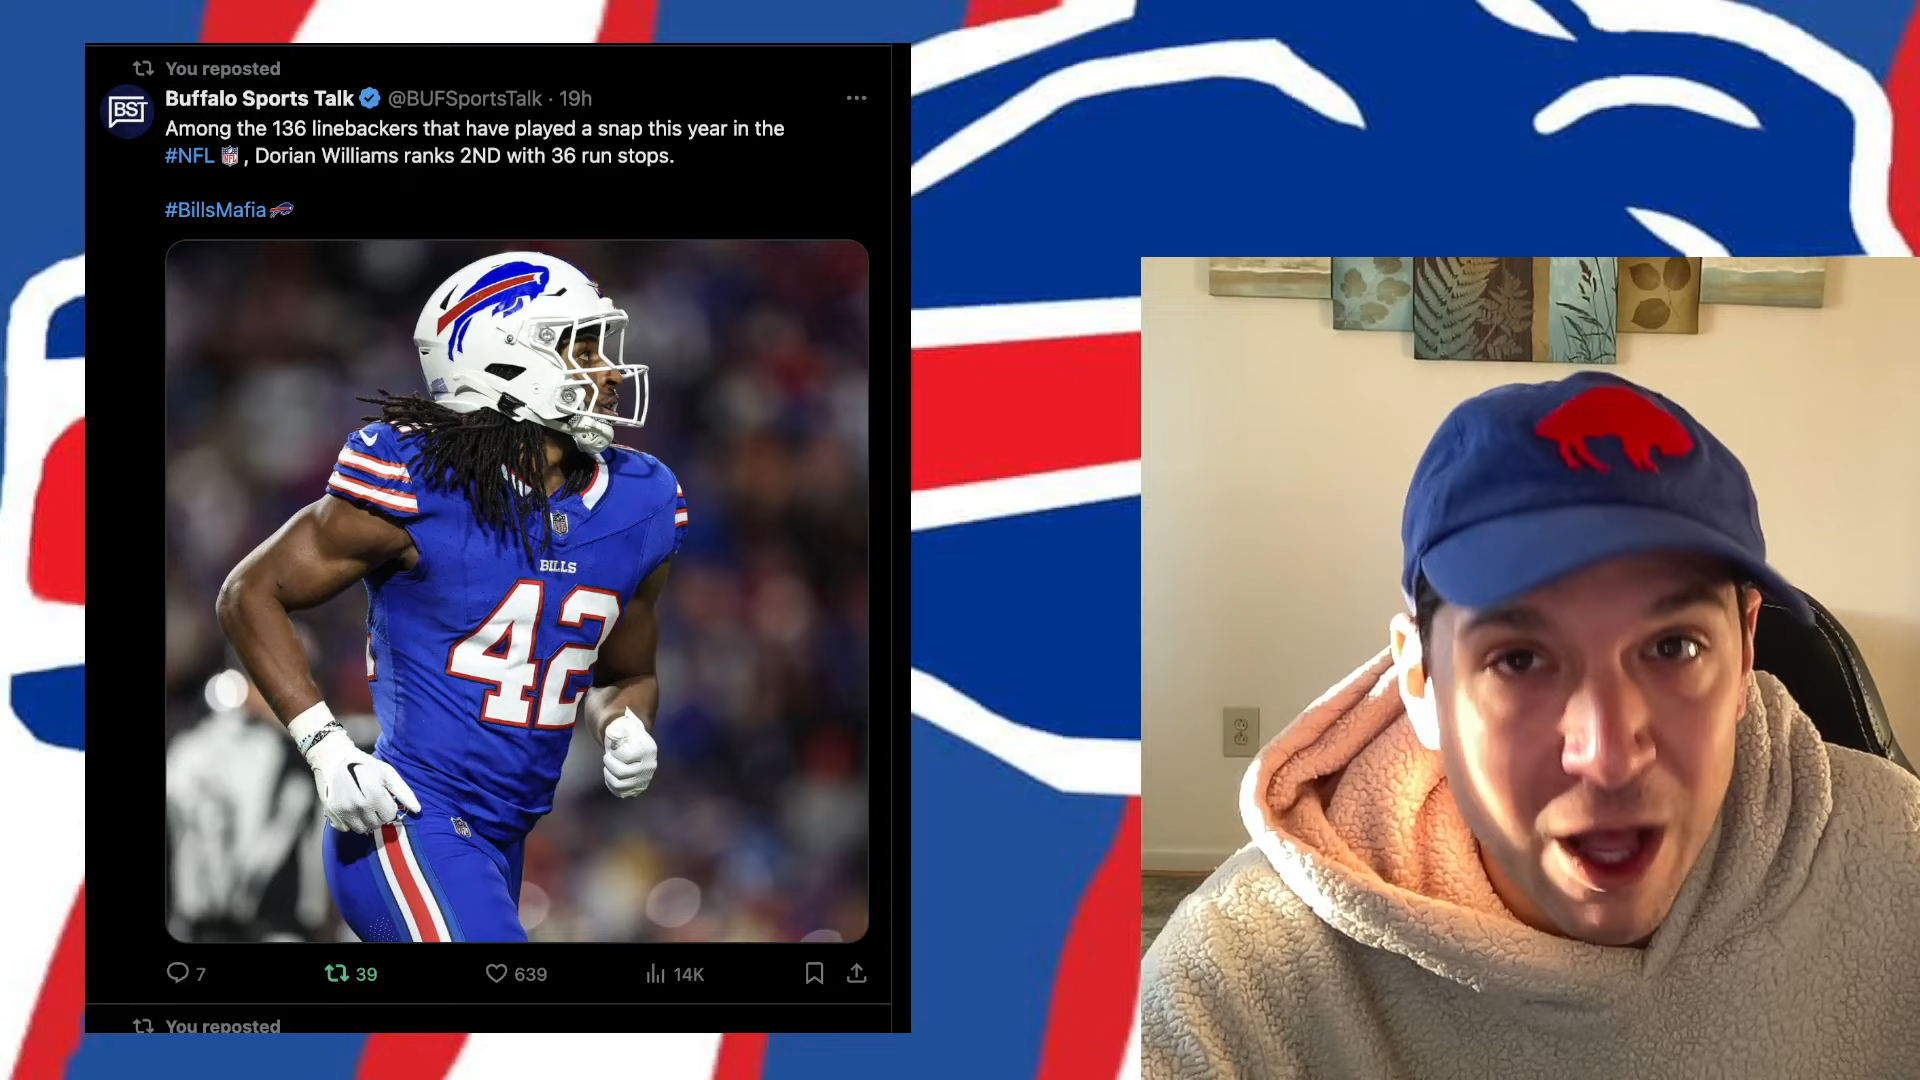 You reposted
BST
Buffalo Sports Talk @BUFSportsTalk · 19h
Among the 136 linebackers that have played a snap this year in the
#NFL , Dorian Williams ranks 2ND with 36 run stops.
#BillsMafia
BILLS
42
7 39 639 14K
You reposted